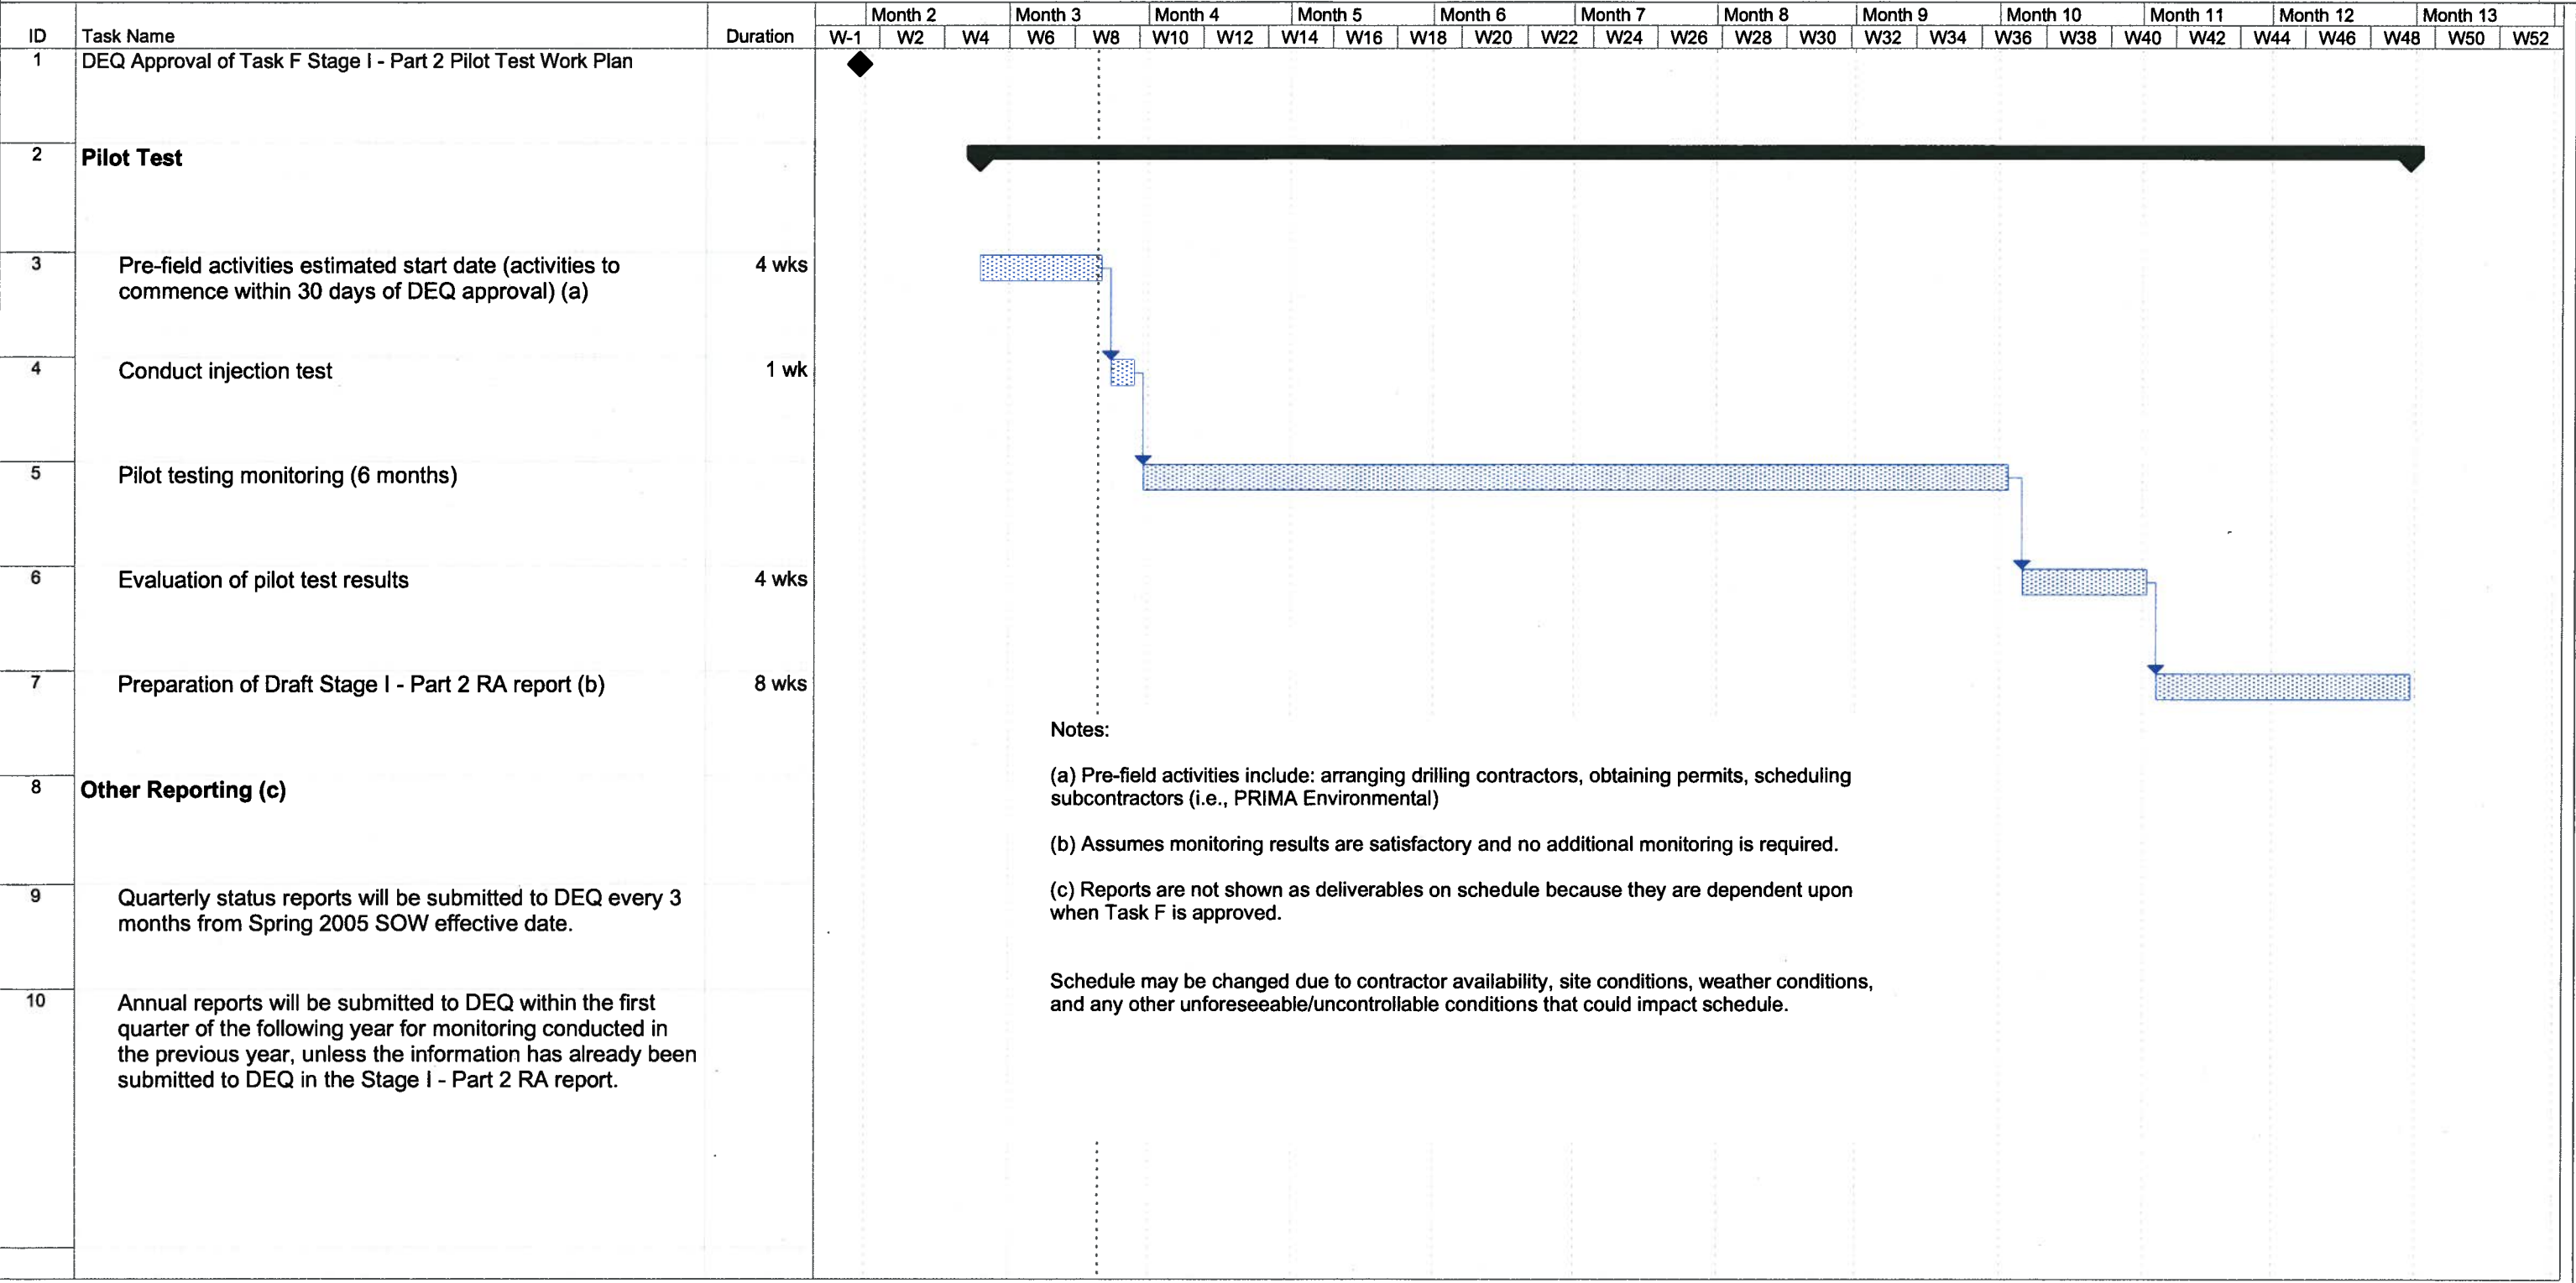 Month 2 Month 3 Month 4 Month 5 Month 6 Month 7 Month 8 Month 9 Month 10 Month 11 Month 12 Month 13
ID Task Name Duration W-1 W2 W4 W6 W8 W10 W12 W14 W16 W18 W20 W22 W24 W26 W28 W30 W32 W34 W36 W38 W40 W42 W44 W46 W48 W50 W52
1 DEQ Approval of Task F Stage I - Part 2 Pilot Test Work Plan
2 Pilot Test
3 Pre-field activities estimated start date (activities to 4 wks
commence within 30 days of DEQ approval) (a)
4 Conduct injection test 1 wk
5 Pilot testing monitoring (6 months)
6 Evaluation of pilot test results 4 wks
7 Preparation of Draft Stage I - Part 2 RA report (b) 8 wks
8 Other Reporting (c)
9 Quarterly status reports will be submitted to DEQ every 3
months from Spring 2005 SOW effective date.
10 Annual reports will be submitted to DEQ within the first
quarter of the following year for monitoring conducted in
the previous year, unless the information has already been
submitted to DEQ in the Stage I - Part 2 RA report.
Notes:
(a) Pre-field activities include: arranging drilling contractors, obtaining permits, scheduling
subcontractors (i.e., PRIMA Environmental)
(b) Assumes monitoring results are satisfactory and no additional monitoring is required.
(c) Reports are not shown as deliverables on schedule because they are dependent upon
when Task F is approved.
Schedule may be changed due to contractor availability, site conditions, weather conditions,
and any other unforeseeable/uncontrollable conditions that could impact schedule.